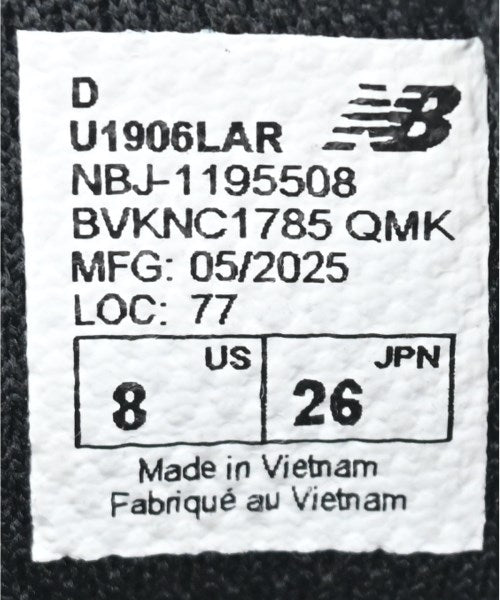 D
U1906LAR
NB
NBJ-1195508
BVKNC1785 QMK
MFG: 05/2025
LOC: 77
US JPN
8 26
Made in Vietnam
Fabriqué au Vietnam